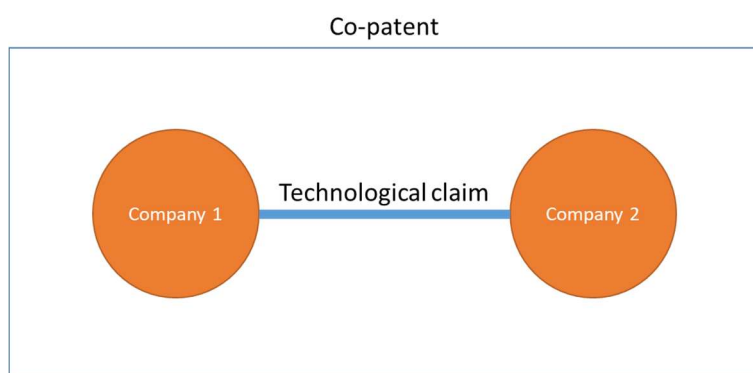 Co-patent
Technological claim
Company 1
Company 2